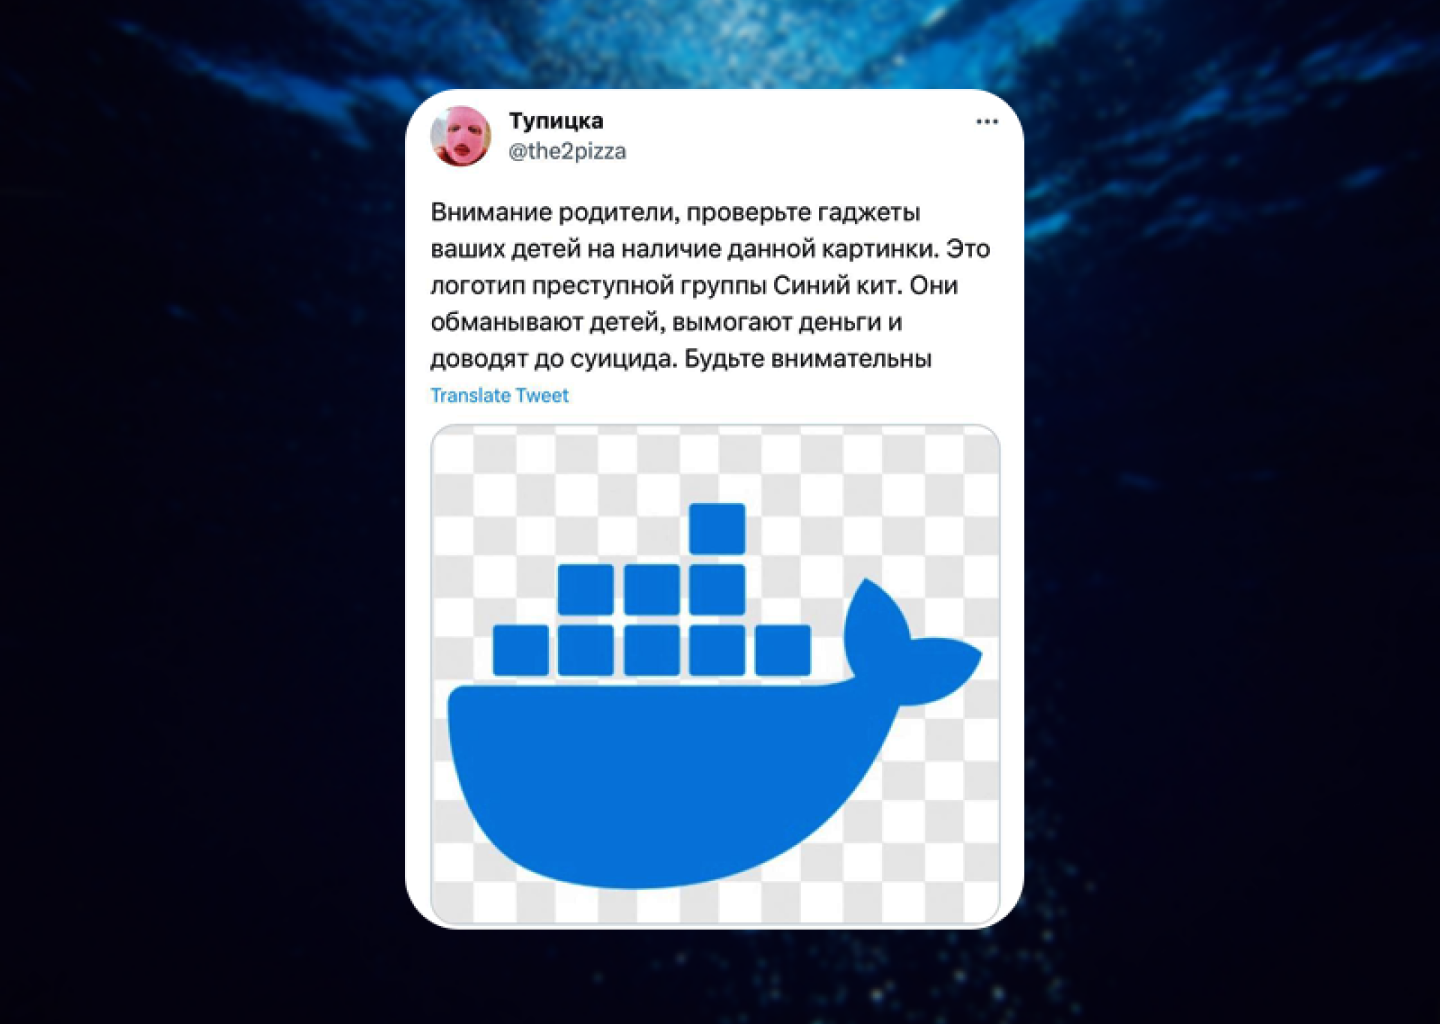 Тупицка
@the2pizza
Внимание родители, проверьте гаджеты
ваших детей на наличие данной картинки. Это
логотип преступной группы Синий кит. Они
обманывают детей, вымогают деньги и
доводят до суицида. Будьте внимательны
Translate Tweet